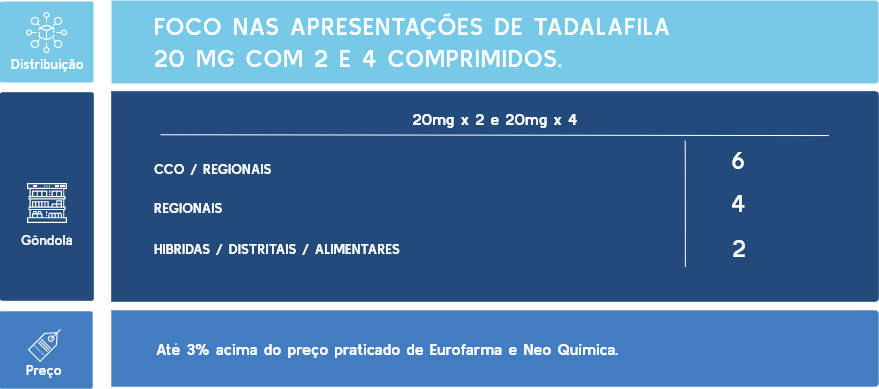 Distribuição
FOCO NAS APRESENTAÇÕES DE TADALAFILA
20 MG COM 2 E 4 COMPRIMIDOS.
Gôndola
20mg x 2 e 20mg x 4
CCO / REGIONAIS 6
REGIONAIS 4
HIBRIDAS / DISTRITAIS / ALIMENTARES 2
Preço
Até 3% acima do preço praticado de Eurofarma e Neo Quimica.